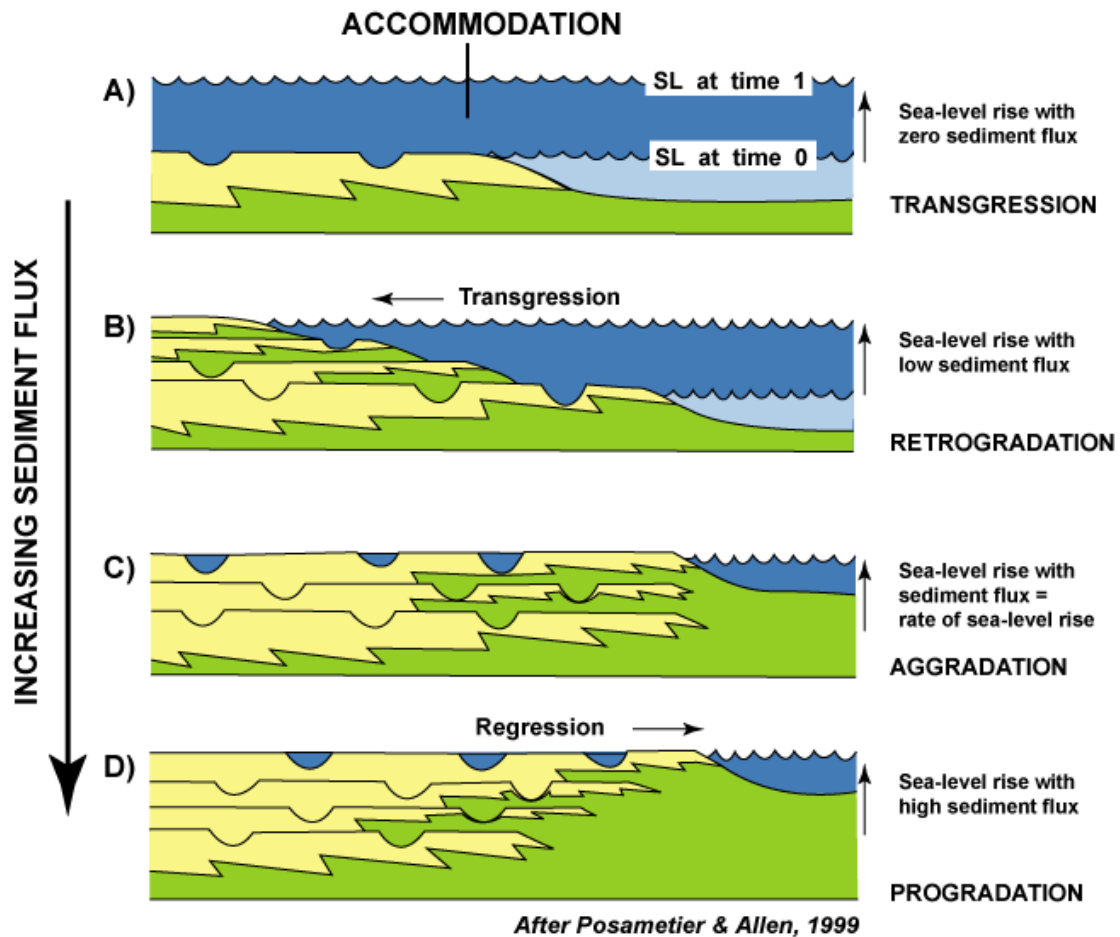 ACCOMMODATION
A)
SL at time 1
Sea-level rise with
zero sediment flux
SL at time 0
TRANSGRESSION
INCREASING SEDIMENT FLUX
Transgression
B)
Sea-level rise with
low sediment flux
RETROGRADATION
C)
Sea-level rise with
sediment flux =
rate of sea-level rise
AGGRADATION
Regression
D)
Sea-level rise with
high sediment flux
PROGRADATION
After Posametier & Allen, 1999